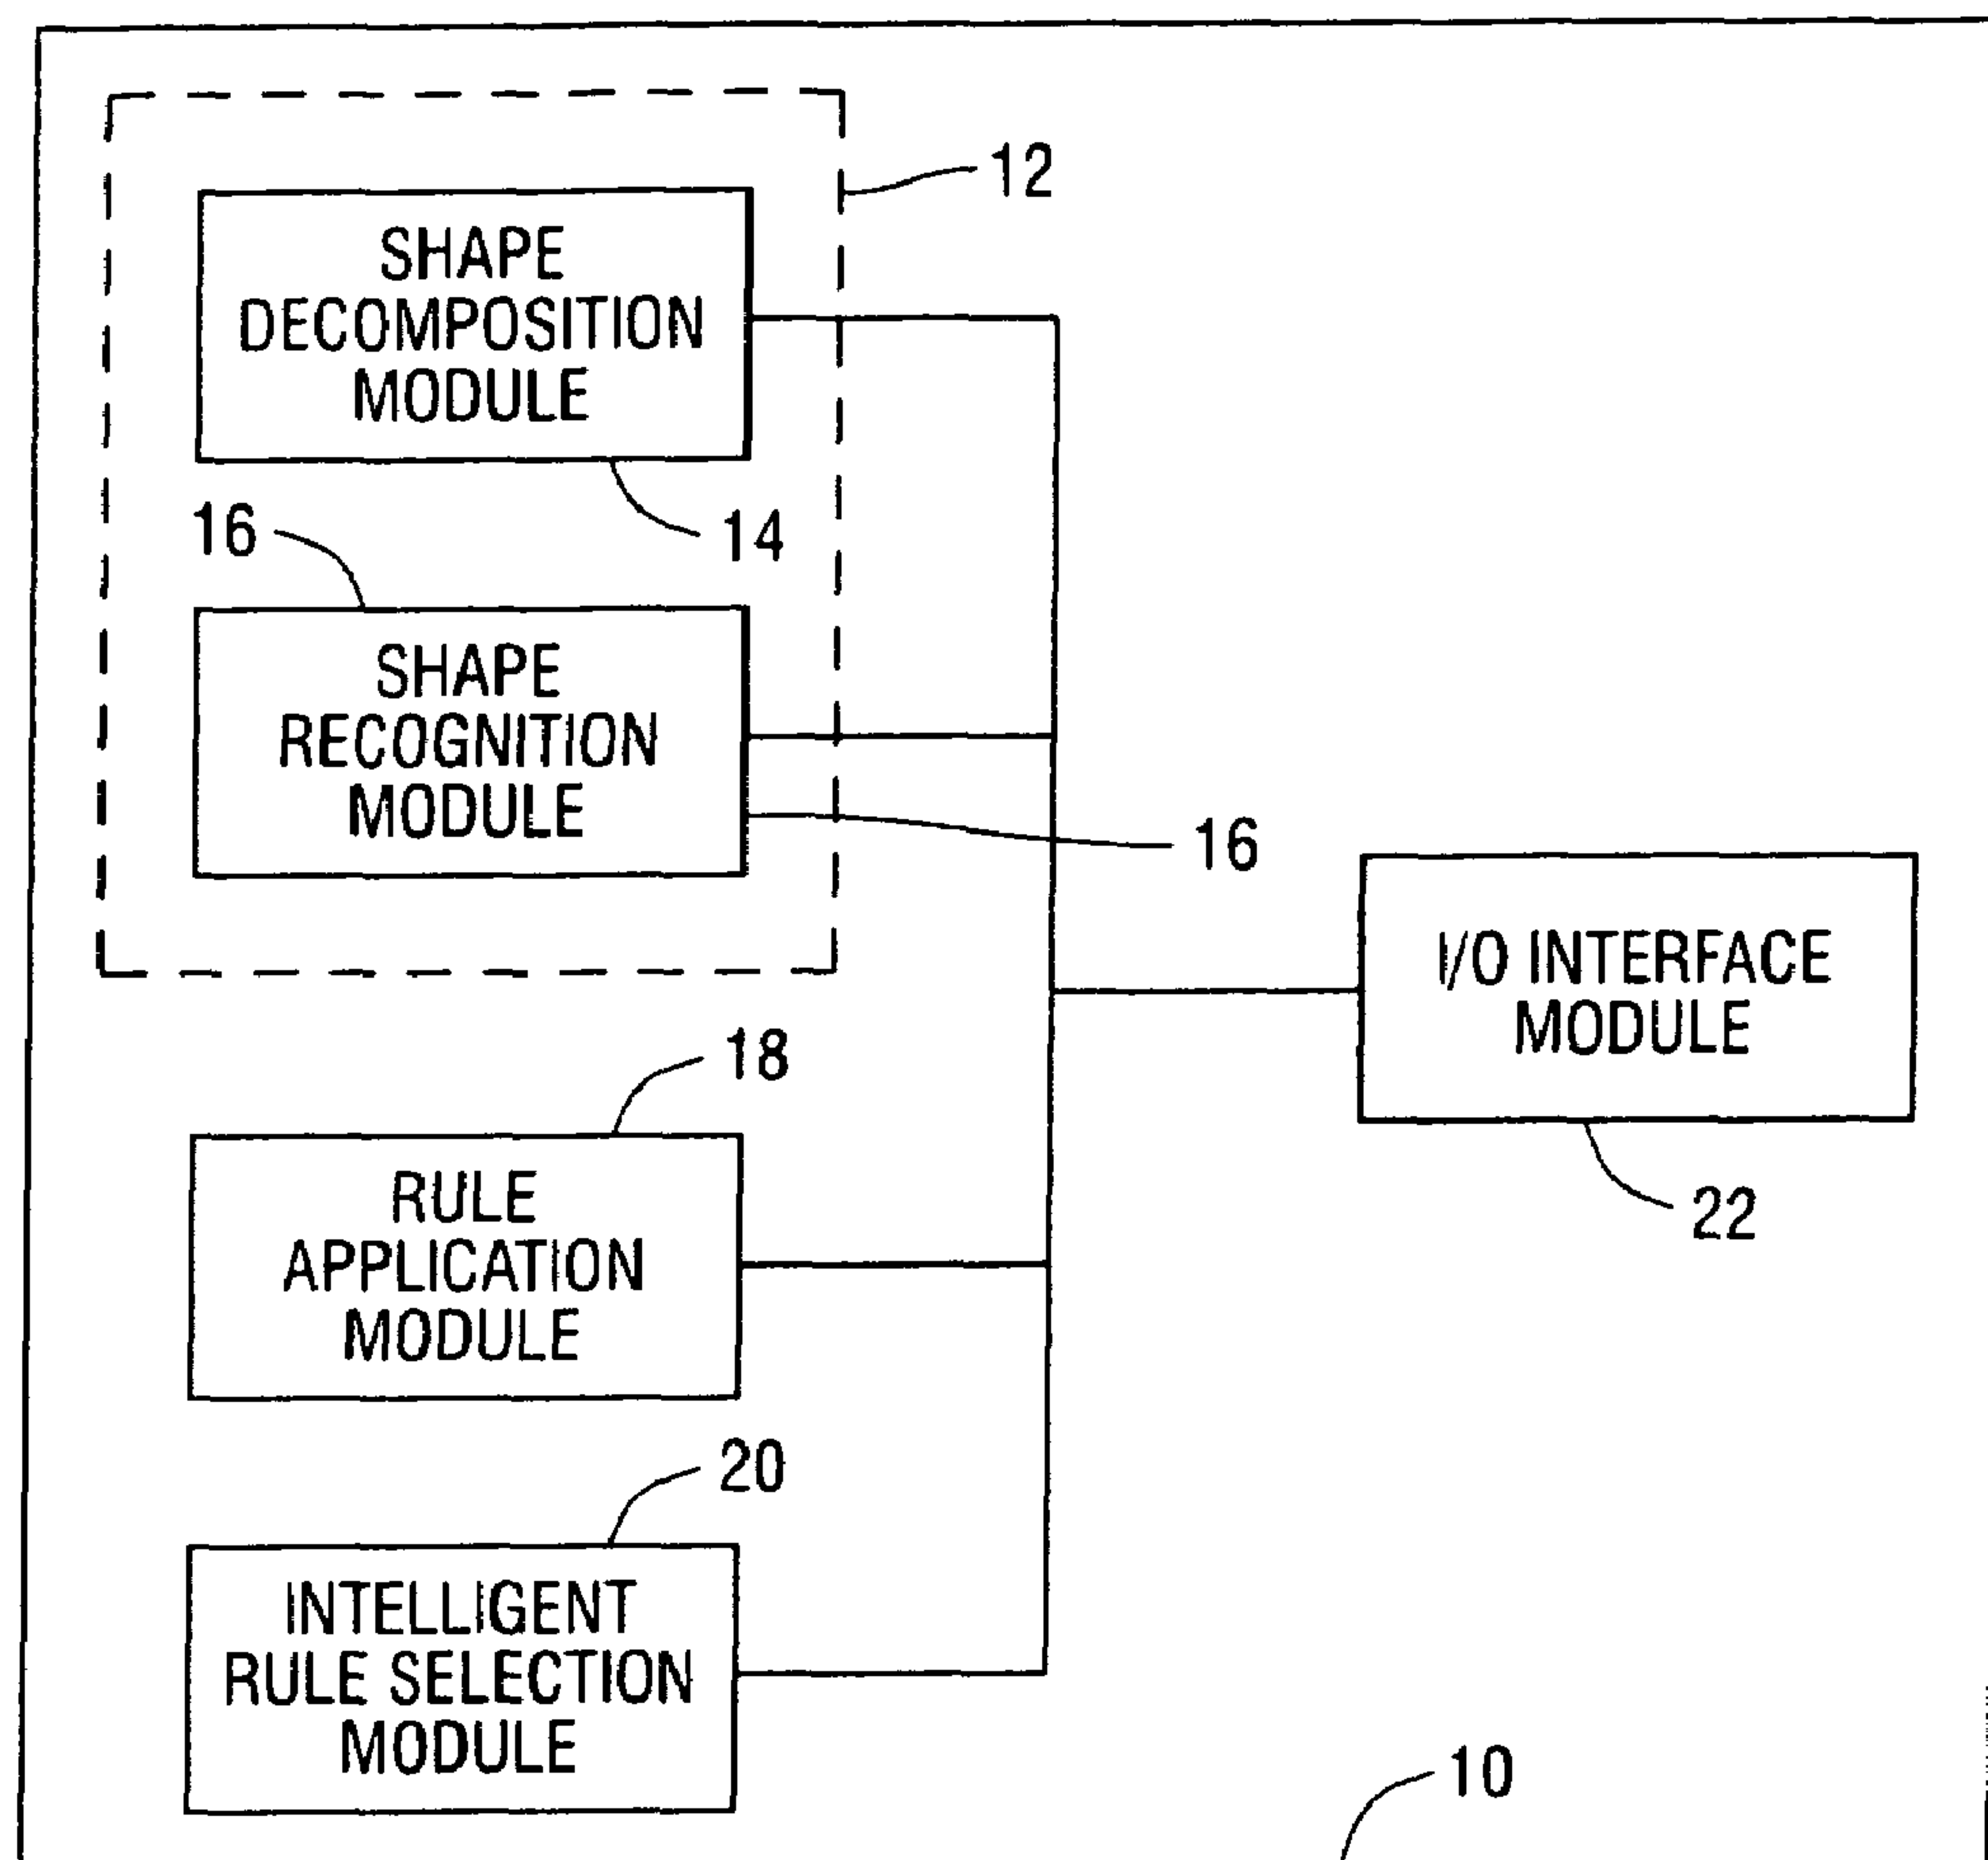 12
SHAPE
DECOMPOSITION
MODULE
14
16
SHAPE
RECOGNITION
MODULE
16
I/O INTERFACE
MODULE
22
18
RULE
APPLICATION
MODULE
20
INTELLIGENT
RULE SELECTION
MODULE
10